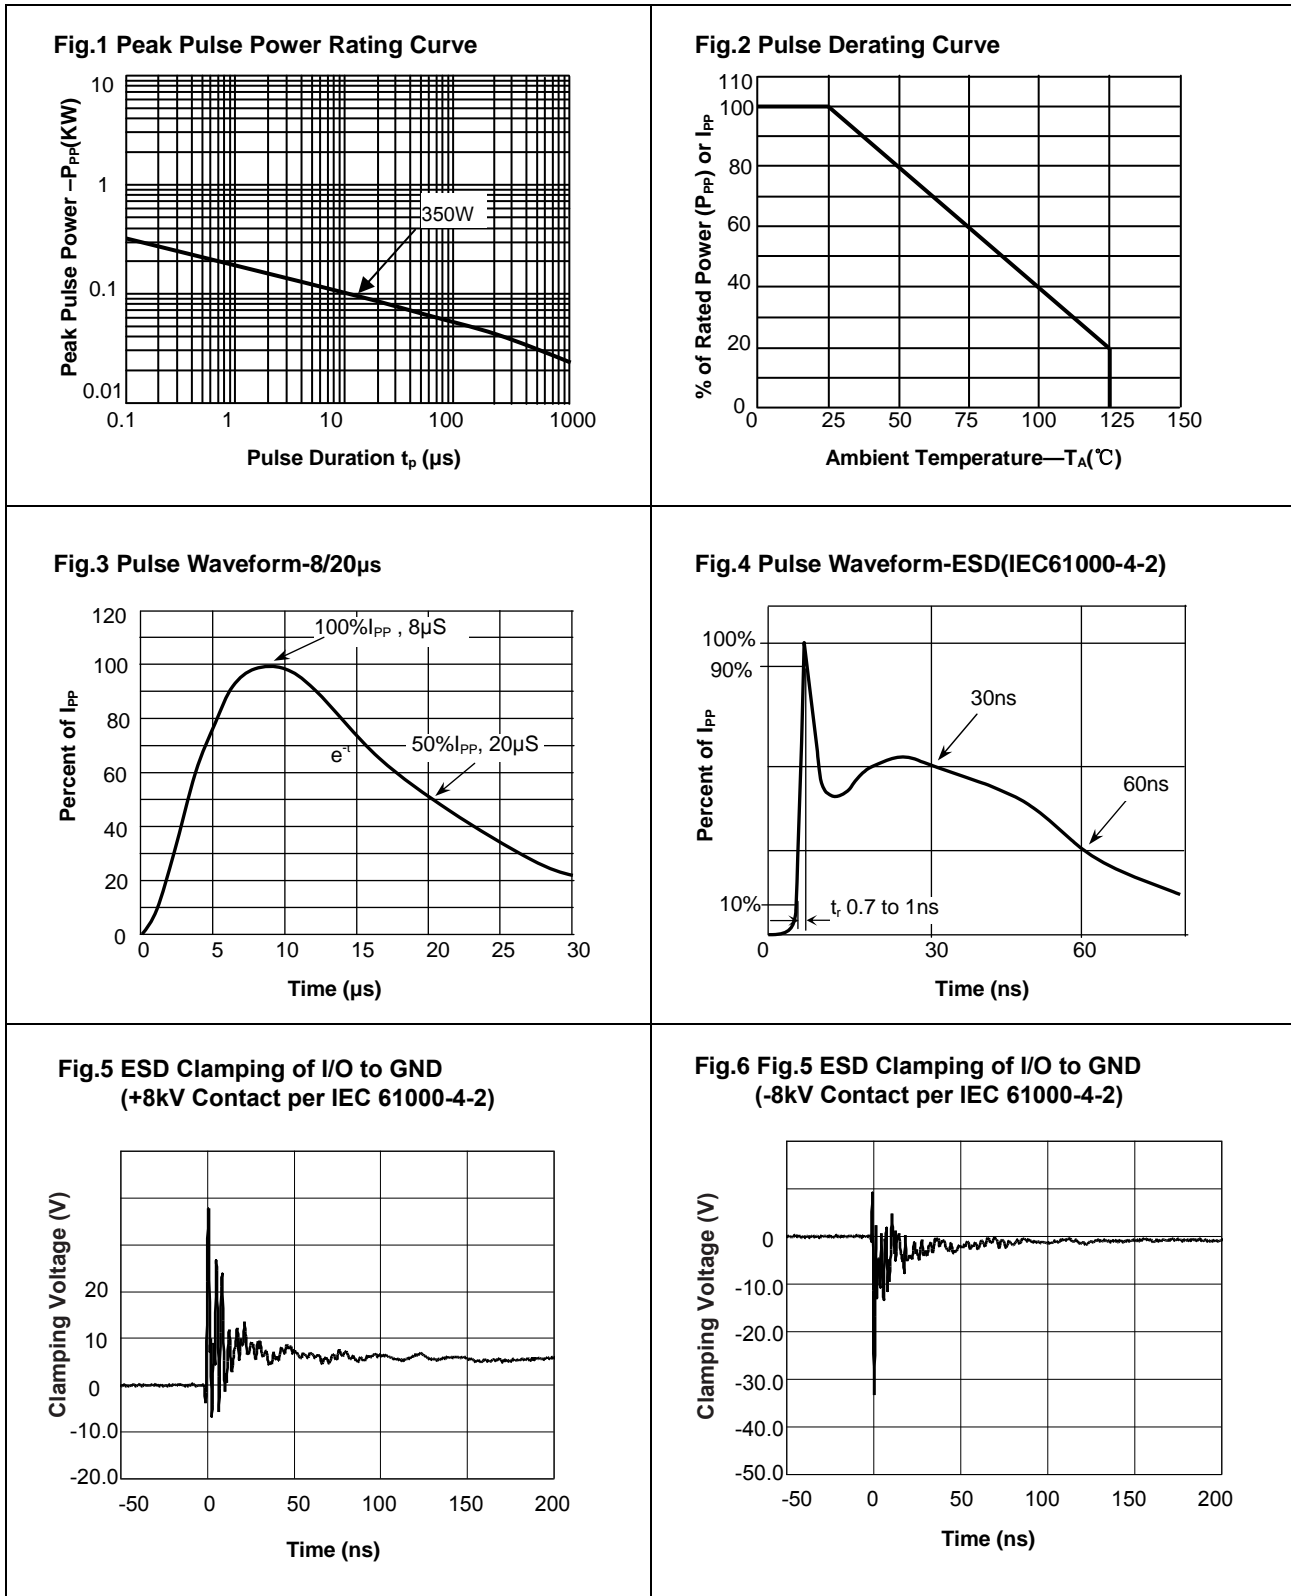 Fig.1 Peak Pulse Power Rating Curve
Peak Pulse Power –PPP(KW)
10
1
0.1
0.01
350W
0.1 1 10 100 1000
Pulse Duration tp (µs)
Fig.2 Pulse Derating Curve
% of Rated Power (PPP) or IPP
110
100
80
60
40
20
0
0 25 50 75 100 125 150
Ambient Temperature—TA(℃)
Fig.3 Pulse Waveform-8/20µs
Percent of IPP
120
100
80
60
40
20
0
100%IPP , 8µS
e-t
50%IPP, 20µS
0 5 10 15 20 25 30
Time (µs)
Fig.4 Pulse Waveform-ESD(IEC61000-4-2)
Percent of IPP
100%
90%
10%
30ns
60ns
tr 0.7 to 1ns
0 30 60
Time (ns)
Fig.5 ESD Clamping of I/O to GND
(+8kV Contact per IEC 61000-4-2)
Clamping Voltage (V)
20
10
0
-10.0
-20.0
-50 0 50 100 150 200
Time (ns)
Fig.6 Fig.5 ESD Clamping of I/O to GND
(-8kV Contact per IEC 61000-4-2)
Clamping Voltage (V)
0
-10.0
-20.0
-30.0
-40.0
-50.0
-50 0 50 100 150 200
Time (ns)